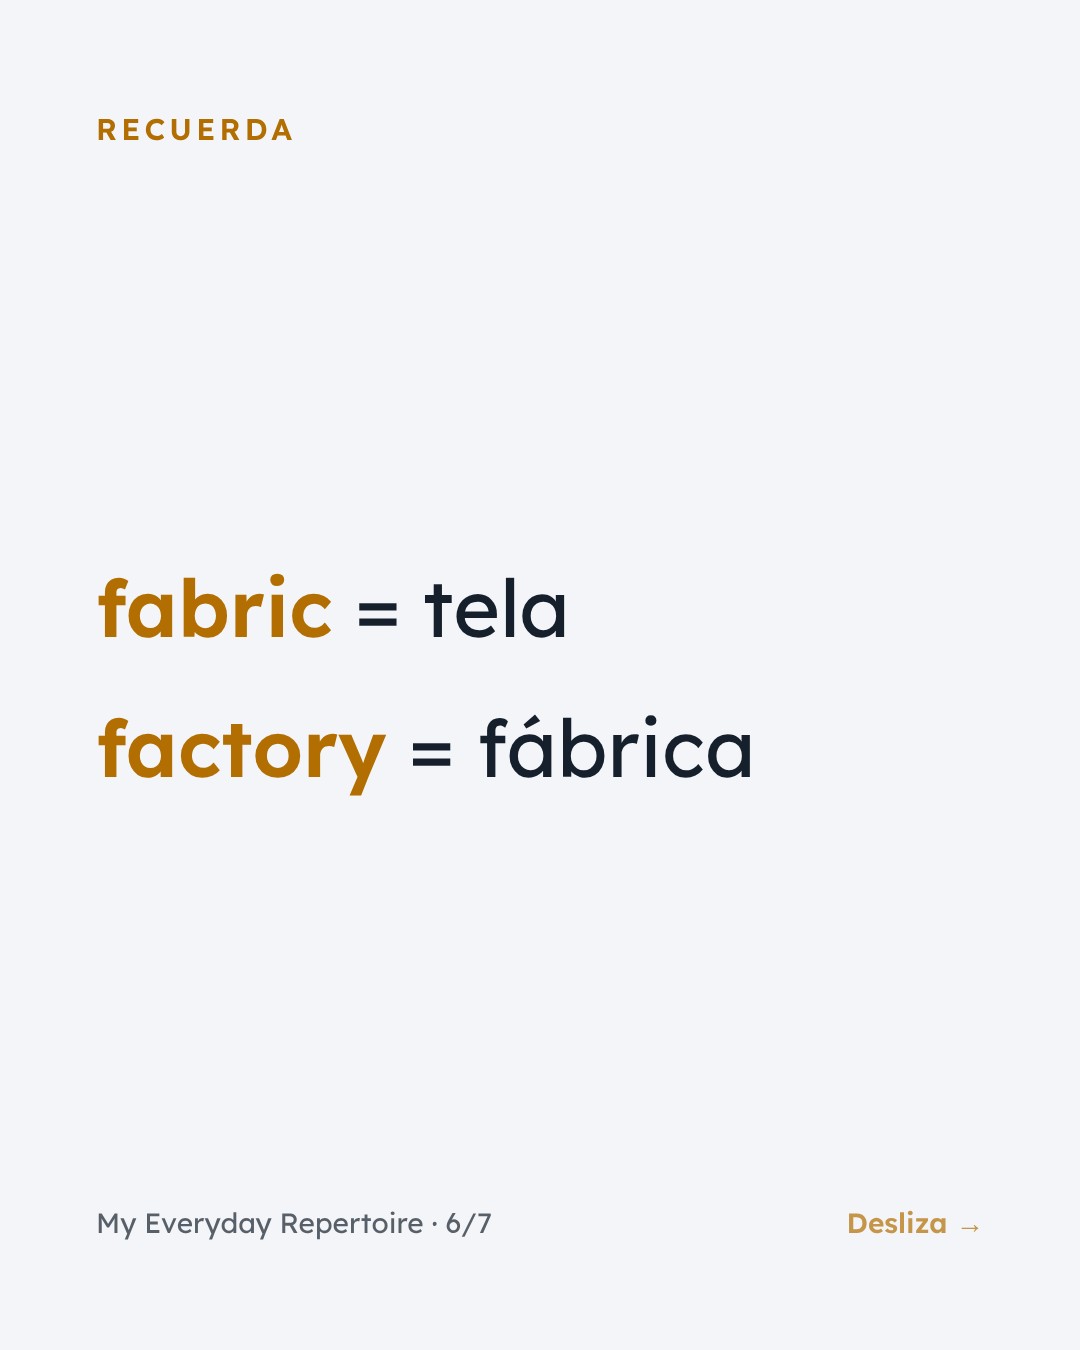 RECUERDA
fabric = tela
factory = fábrica
My Everyday Repertoire · 6/7
Desliza →